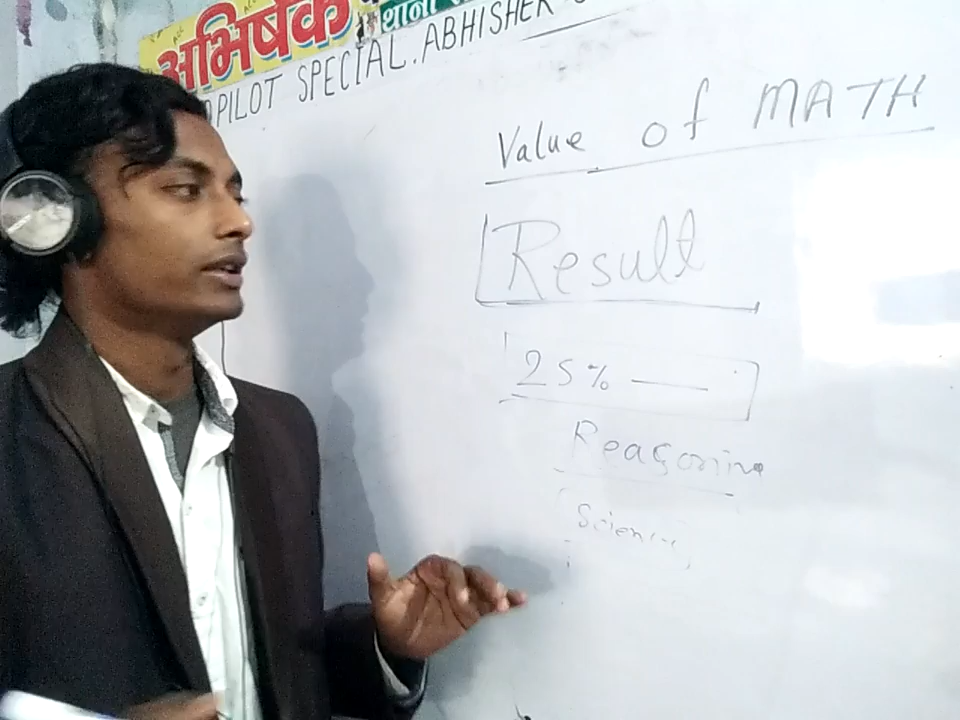 अभिषेक
थाना
PILOT SPECIAL. ABHISHEK
Value of MATH
Result
25% —
Reasoning
Science